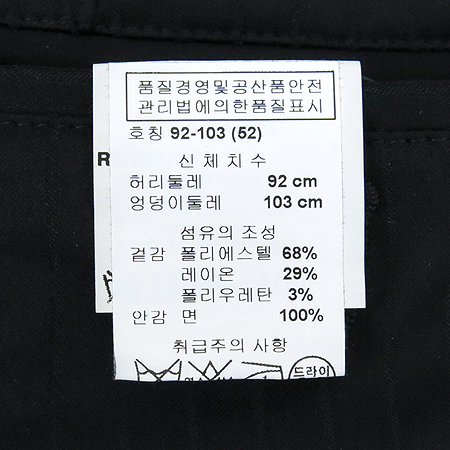 품질경영및공산품안전
관리법에의한품질표시
호칭 92-103 (52)
신체치수
허리둘레 92 cm
엉덩이둘레 103 cm
섬유의 조성
겉감 폴리에스텔 68%
레이온 29%
폴리우레탄 3%
안감 면 100%
취급주의 사항
드라이